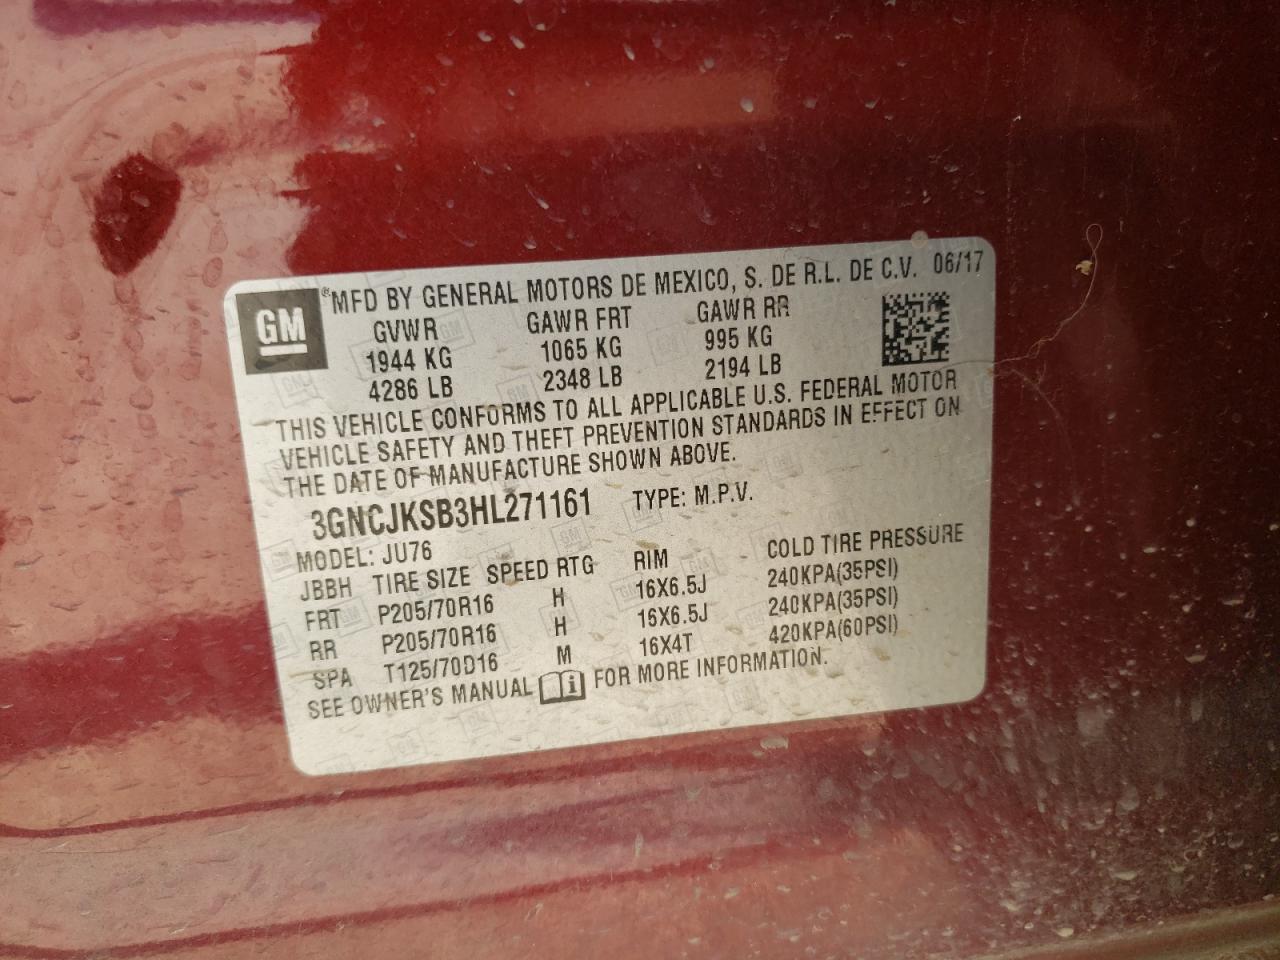 GM
®MFD BY GENERAL MOTORS DE MEXICO, S. DE R.L. DE C.V. 06/17
GVWR GAWR FRT GAWR RR
1944 KG 1065 KG 995 KG
4286 LB 2348 LB 2194 LB
THIS VEHICLE CONFORMS TO ALL APPLICABLE U.S. FEDERAL MOTOR
VEHICLE SAFETY AND THEFT PREVENTION STANDARDS IN EFFECT ON
THE DATE OF MANUFACTURE SHOWN ABOVE.
3GNCJKSB3HL271161 TYPE: M.P.V.
MODEL: JU76
JBBH TIRE SIZE SPEED RTG RIM COLD TIRE PRESSURE
FRT P205/70R16 H 16X6.5J 240KPA(35PSI)
RR P205/70R16 H 16X6.5J 240KPA(35PSI)
SPA T125/70D16 M 16X4T 420KPA(60PSI)
SEE OWNER'S MANUAL FOR MORE INFORMATION.